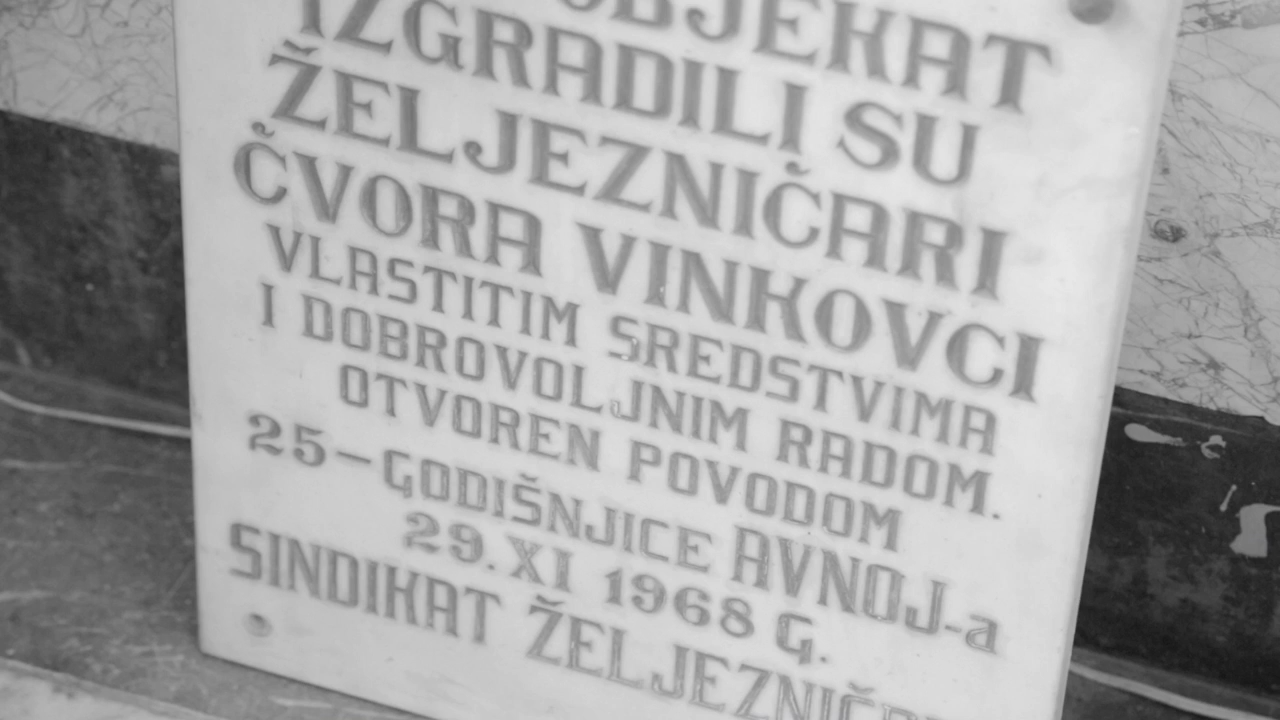 OBJEKAT
IZGRADILI SU
ŽELJEZNIČARI
ČVORA VINKOVCI
VLASTITIM SREDSTVIMA
I DOBROVOLJNIM RADOM.
OTVOREN POVODOM
25-GODIŠNJICE AVNOJ-a
29. XI 1968 G.
SINDIKAT ŽELJEZNIČ